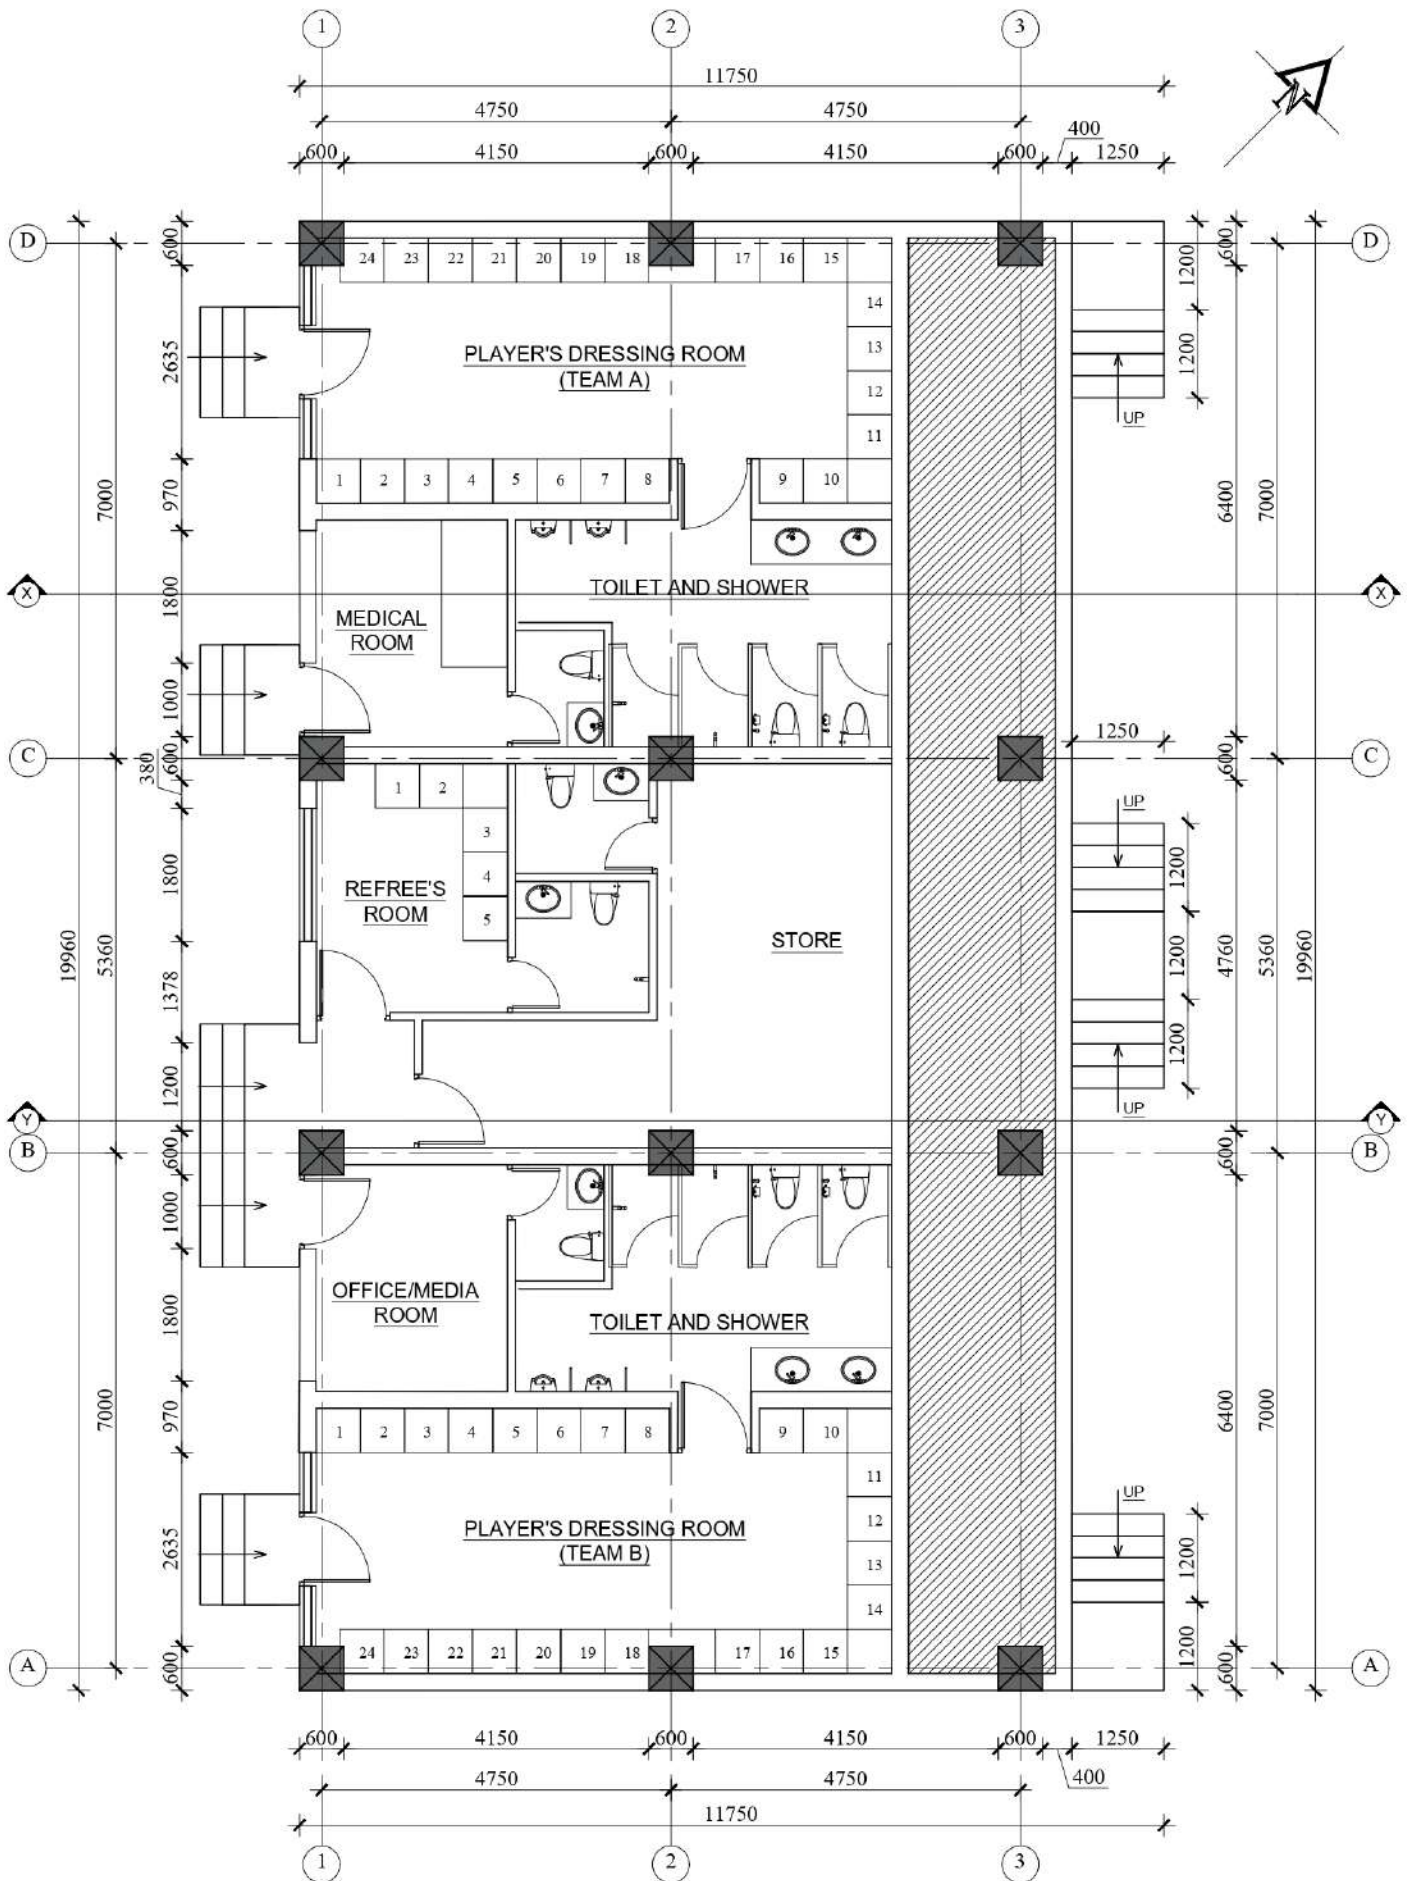 1 2 3
11750
4750 4750
400
600 4150 600 4150 600 1250
N
D D
600 600
24 23 22 21 20 19 18 17 16 15
1200
14
2635
PLAYER'S DRESSING ROOM
(TEAM A)
13
1200
12
UP
11
1 2 3 4 5 6 7 8 9 10
970
7000
6400
7000
TOILET AND SHOWER
X X
1800
MEDICAL
ROOM
1000
1250
C C
380
600
600
1 2
UP
3
1800
4
1200
REFREE'S
ROOM
5
STORE
19960
5360
1378
1200
4760
5360
19960
1200
1200
UP
Y Y
B B
600 600
1000
OFFICE/MEDIA
ROOM
1800
TOILET AND SHOWER
7000
970
6400
7000
1 2 3 4 5 6 7 8 9 10
11
UP
12
PLAYER'S DRESSING ROOM
(TEAM B)
2635
13
1200
14
24 23 22 21 20 19 18 17 16 15
1200
A A
600 600
600 4150 600 4150 600 1250
4750 4750
400
11750
1 2 3